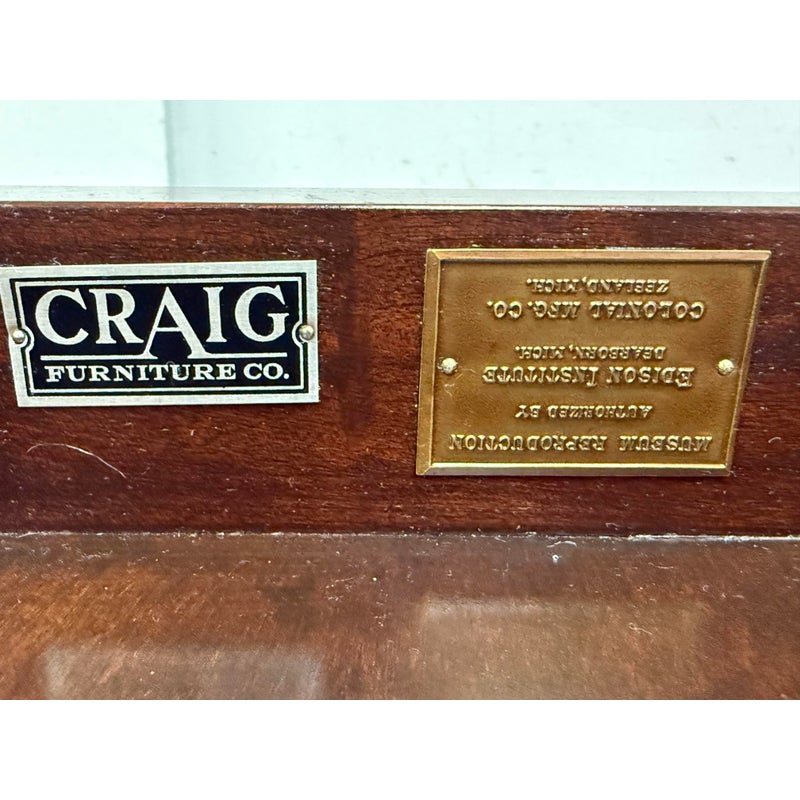 CRAIG
FURNITURE CO.
MUSEUM REPRODUCTION
AUTHORIZED BY
EDISON INSTITUTE
DEARBORN, MICH.
COLONIAL MFG. CO.
ZEELAND, MICH.